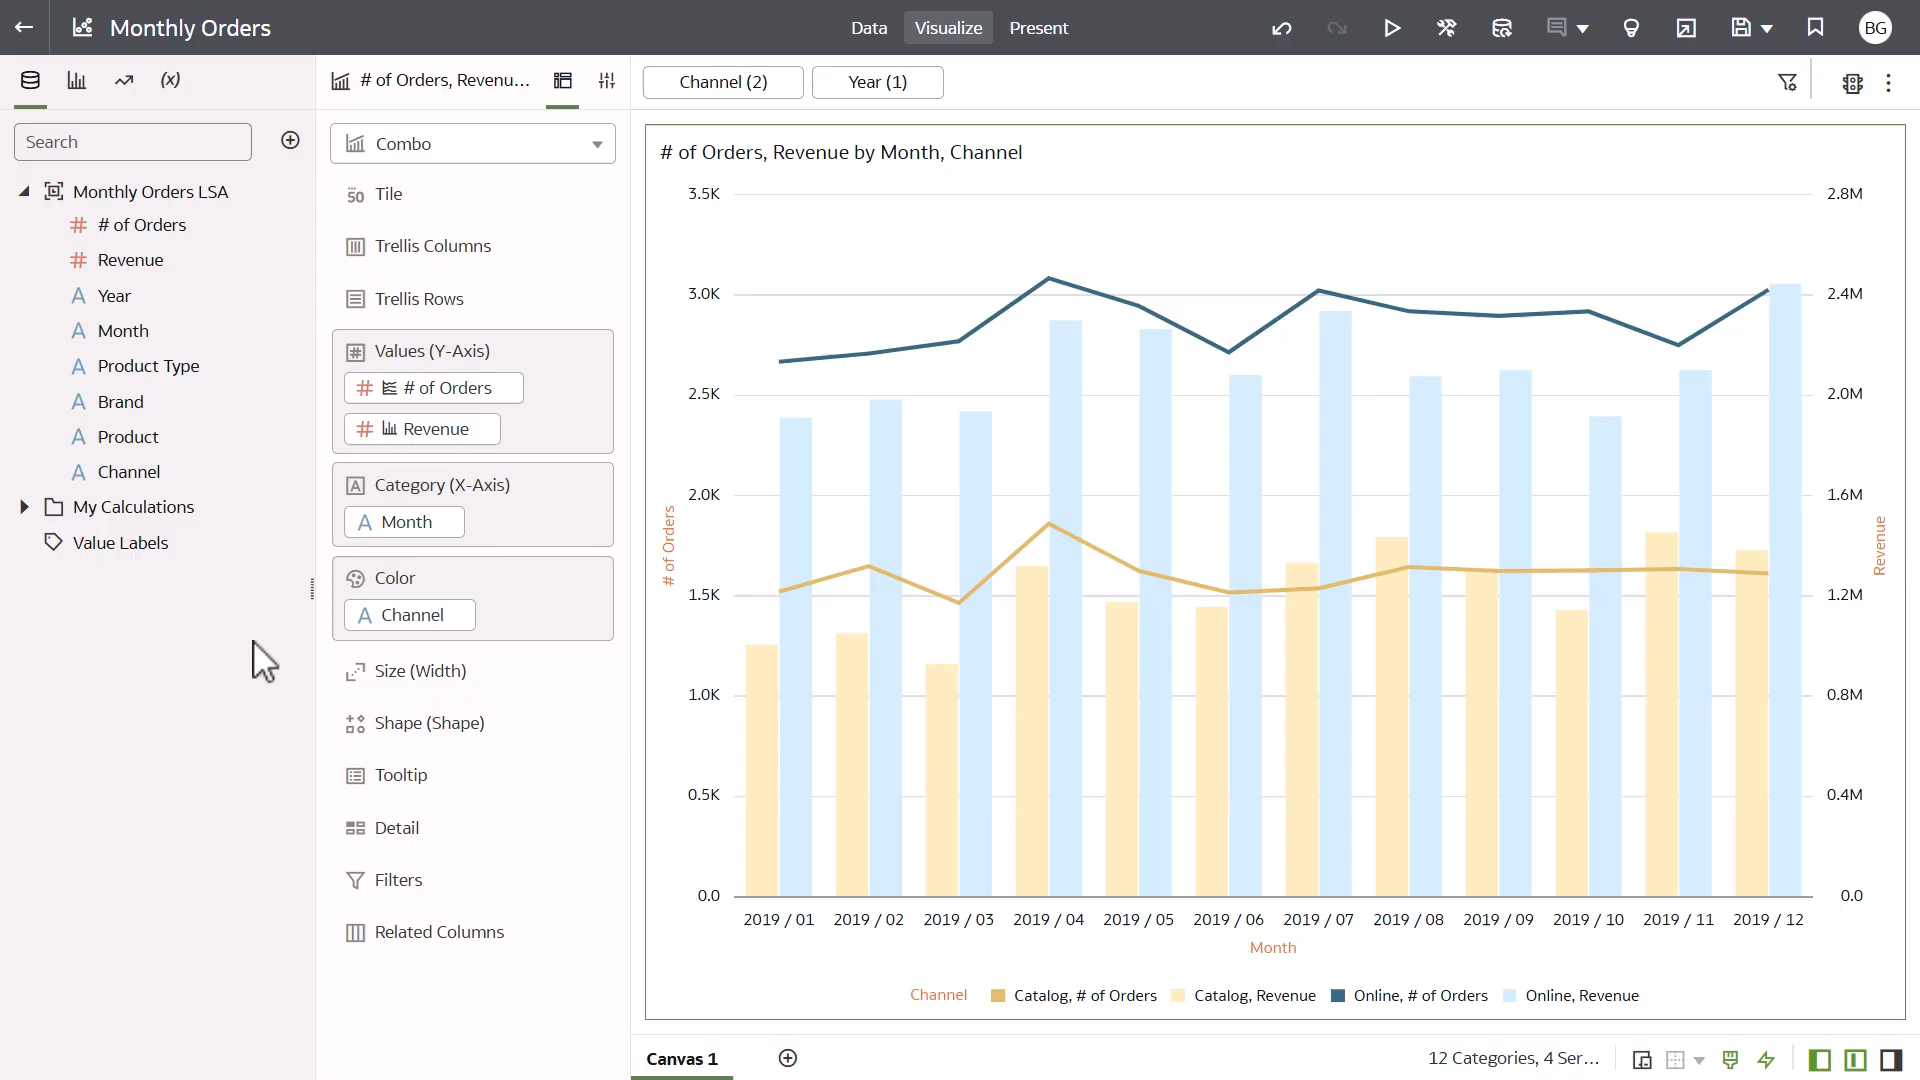 Monthly Orders
Data
Visualize
Present
BG
(x)
# of Orders, Revenu...
Channel (2)
Year (1)
Search
Monthly Orders LSA
# of Orders
Revenue
Year
Month
Product Type
Brand
Product
Channel
My Calculations
Value Labels
Combo
50 Tile
Trellis Columns
Trellis Rows
Values (Y-Axis)
# of Orders
Revenue
Category (X-Axis)
Month
Color
Channel
Size (Width)
Shape (Shape)
Tooltip
Detail
Filters
Related Columns
# of Orders, Revenue by Month, Channel
3.5K
3.0K
2.5K
2.0K
1.5K
1.0K
0.5K
0.0
# of Orders
2.8M
2.4M
2.0M
1.6M
1.2M
0.8M
0.4M
0.0
Revenue
2019 / 01 2019 / 02 2019 / 03 2019 / 04 2019 / 05 2019 / 06 2019 / 07 2019 / 08 2019 / 09 2019 / 10 2019 / 11 2019 / 12
Month
Channel Catalog, # of Orders Catalog, Revenue Online, # of Orders Online, Revenue
Canvas 1
12 Categories, 4 Ser...